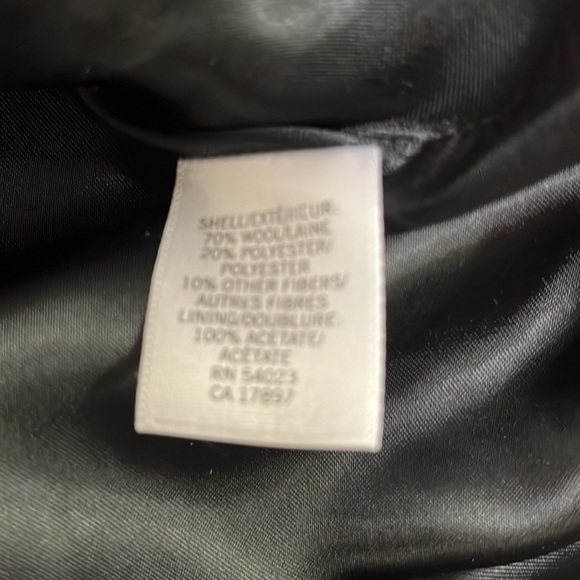 SHELL/EXTÉRIEUR:
70% WOOL/LAINE
20% POLYESTER/
POLYESTER
10% OTHER FIBERS/
AUTRES FIBRES
LINING/DOUBLURE:
100% ACETATE/
ACÉTATE
RN 54023
CA 17897